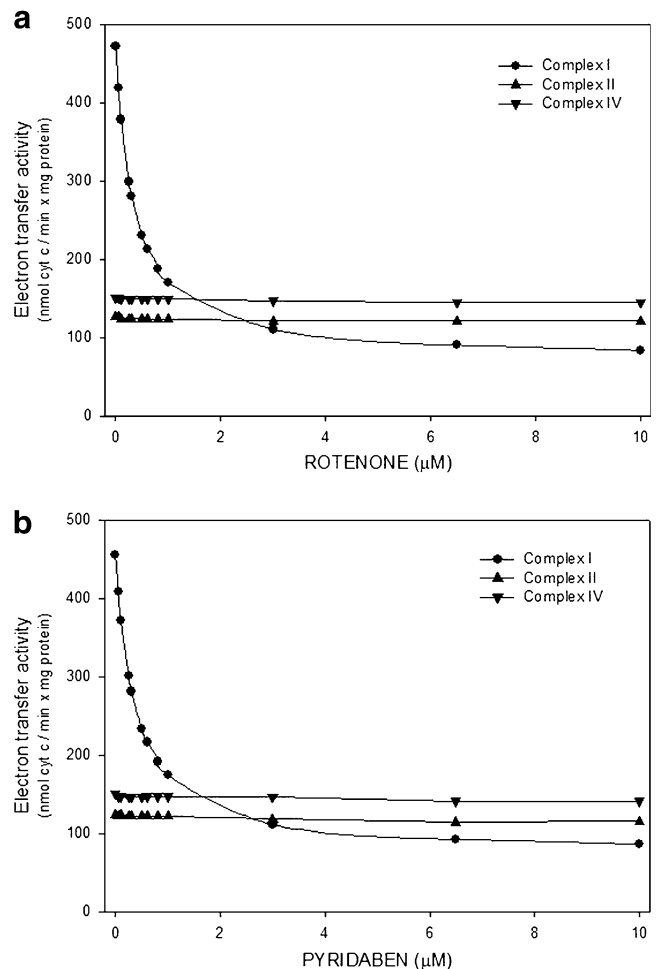 a
500
400
300
200
100
0
Electron transfer activity
(nmol cyt c / min x mg protein)
Complex I
Complex II
Complex IV
0 2 4 6 8 10
ROTENONE (μM)
b
500
400
300
200
100
0
Electron transfer activity
(nmol cyt c / min x mg protein)
Complex I
Complex II
Complex IV
0 2 4 6 8 10
PYRIDABEN (μM)